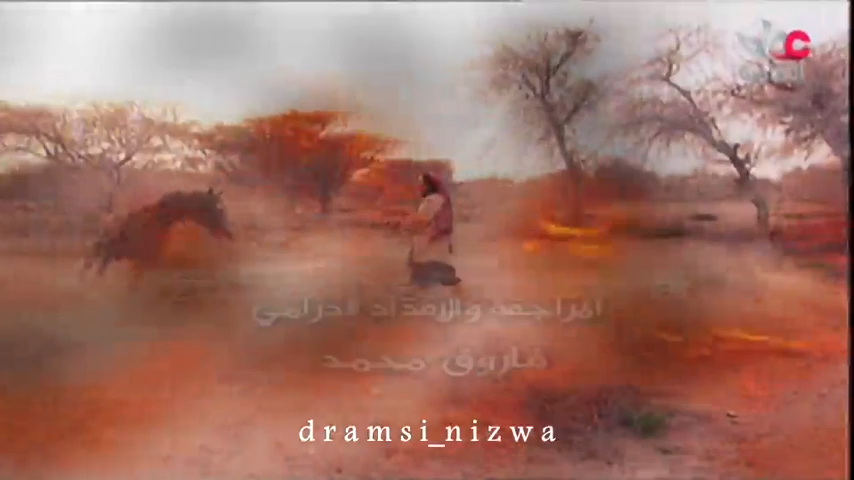 المراجعة والإعداد الدرامي
فاروق محمد
dramsi_nizwa